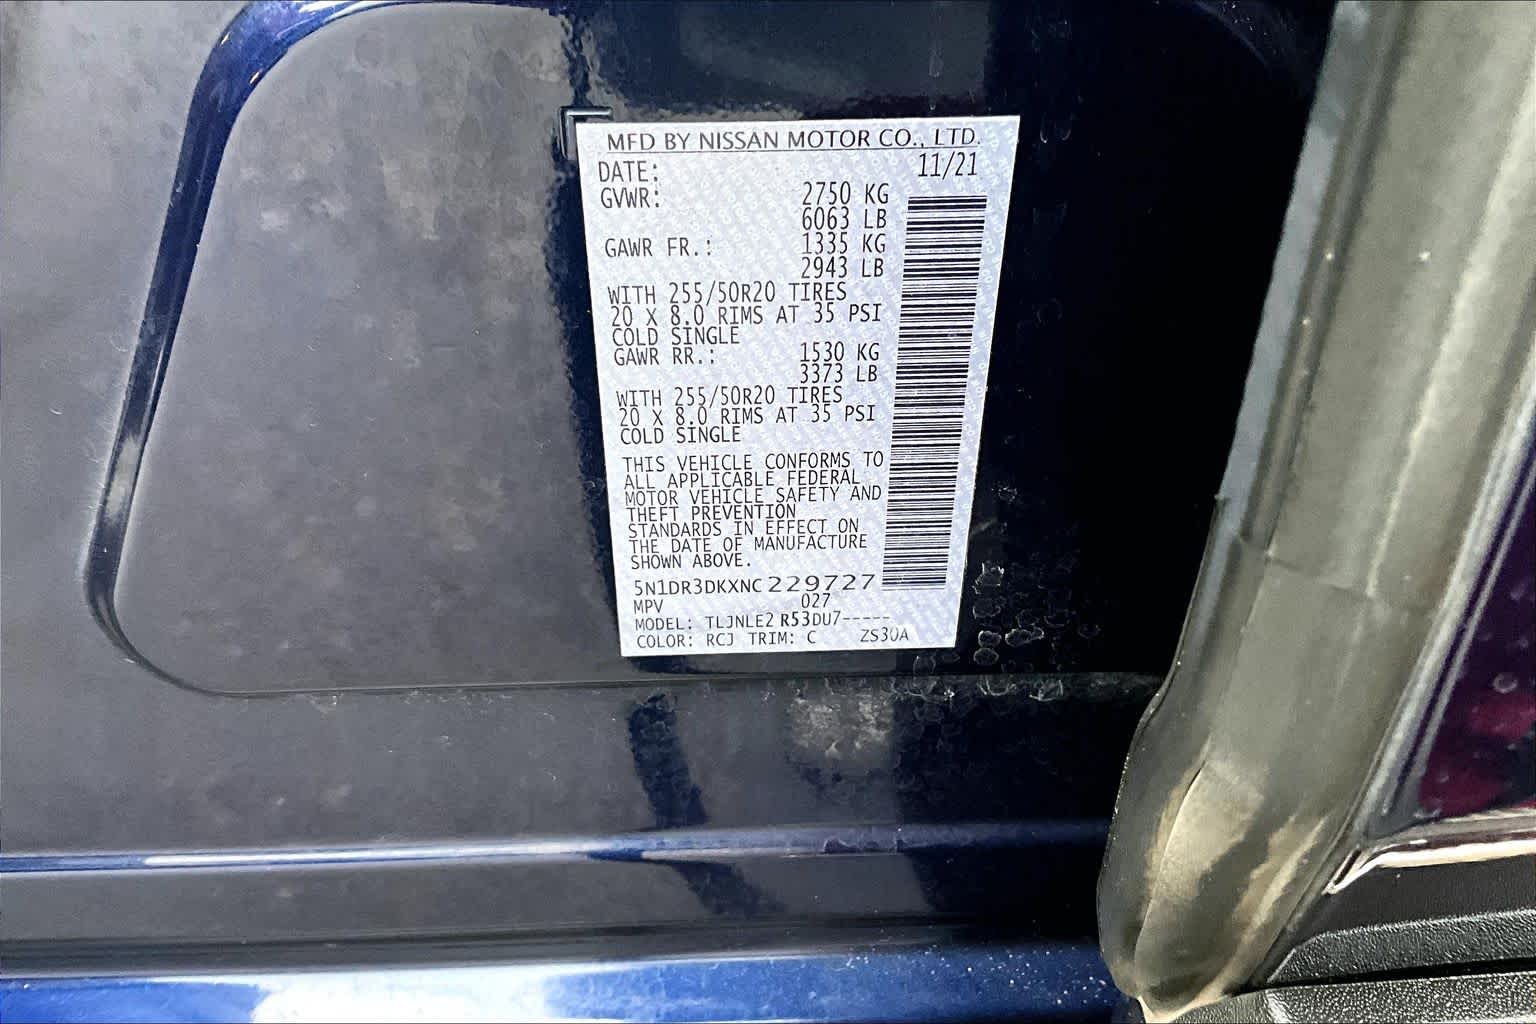 MFD BY NISSAN MOTOR CO., LTD.
DATE: 11/21
GVWR: 2750 KG
6063 LB
GAWR FR.: 1335 KG
2943 LB
WITH 255/50R20 TIRES
20 X 8.0 RIMS AT 35 PSI
COLD SINGLE
GAWR RR.: 1530 KG
3373 LB
WITH 255/50R20 TIRES
20 X 8.0 RIMS AT 35 PSI
COLD SINGLE
THIS VEHICLE CONFORMS TO
ALL APPLICABLE FEDERAL
MOTOR VEHICLE SAFETY AND
THEFT PREVENTION
STANDARDS IN EFFECT ON
THE DATE OF MANUFACTURE
SHOWN ABOVE.
5N1DR3DKXNC229727
MPV 027
MODEL: TLJNLE2 R53DU7-----
COLOR: RCJ TRIM: C ZS30A